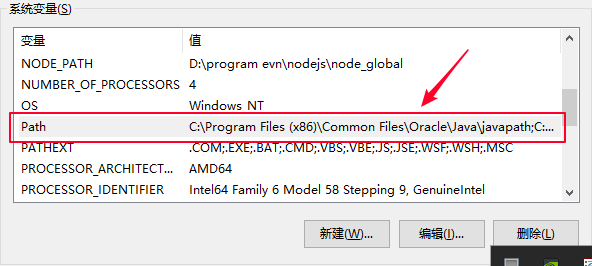 系统变量(S)
变量 值
NODE_PATH D:\program evn\nodejs\node_global
NUMBER_OF_PROCESSORS 4
OS Windows_NT
Path C:\Program Files (x86)\Common Files\Oracle\Java\javapath;C:...
PATHEXT .COM;.EXE;.BAT;.CMD;.VBS;.VBE;.JS;.JSE;.WSF;.WSH;.MSC
PROCESSOR_ARCHITECT... AMD64
PROCESSOR_IDENTIFIER Intel64 Family 6 Model 58 Stepping 9, GenuineIntel
新建(W)... 编辑(I)... 删除(L)